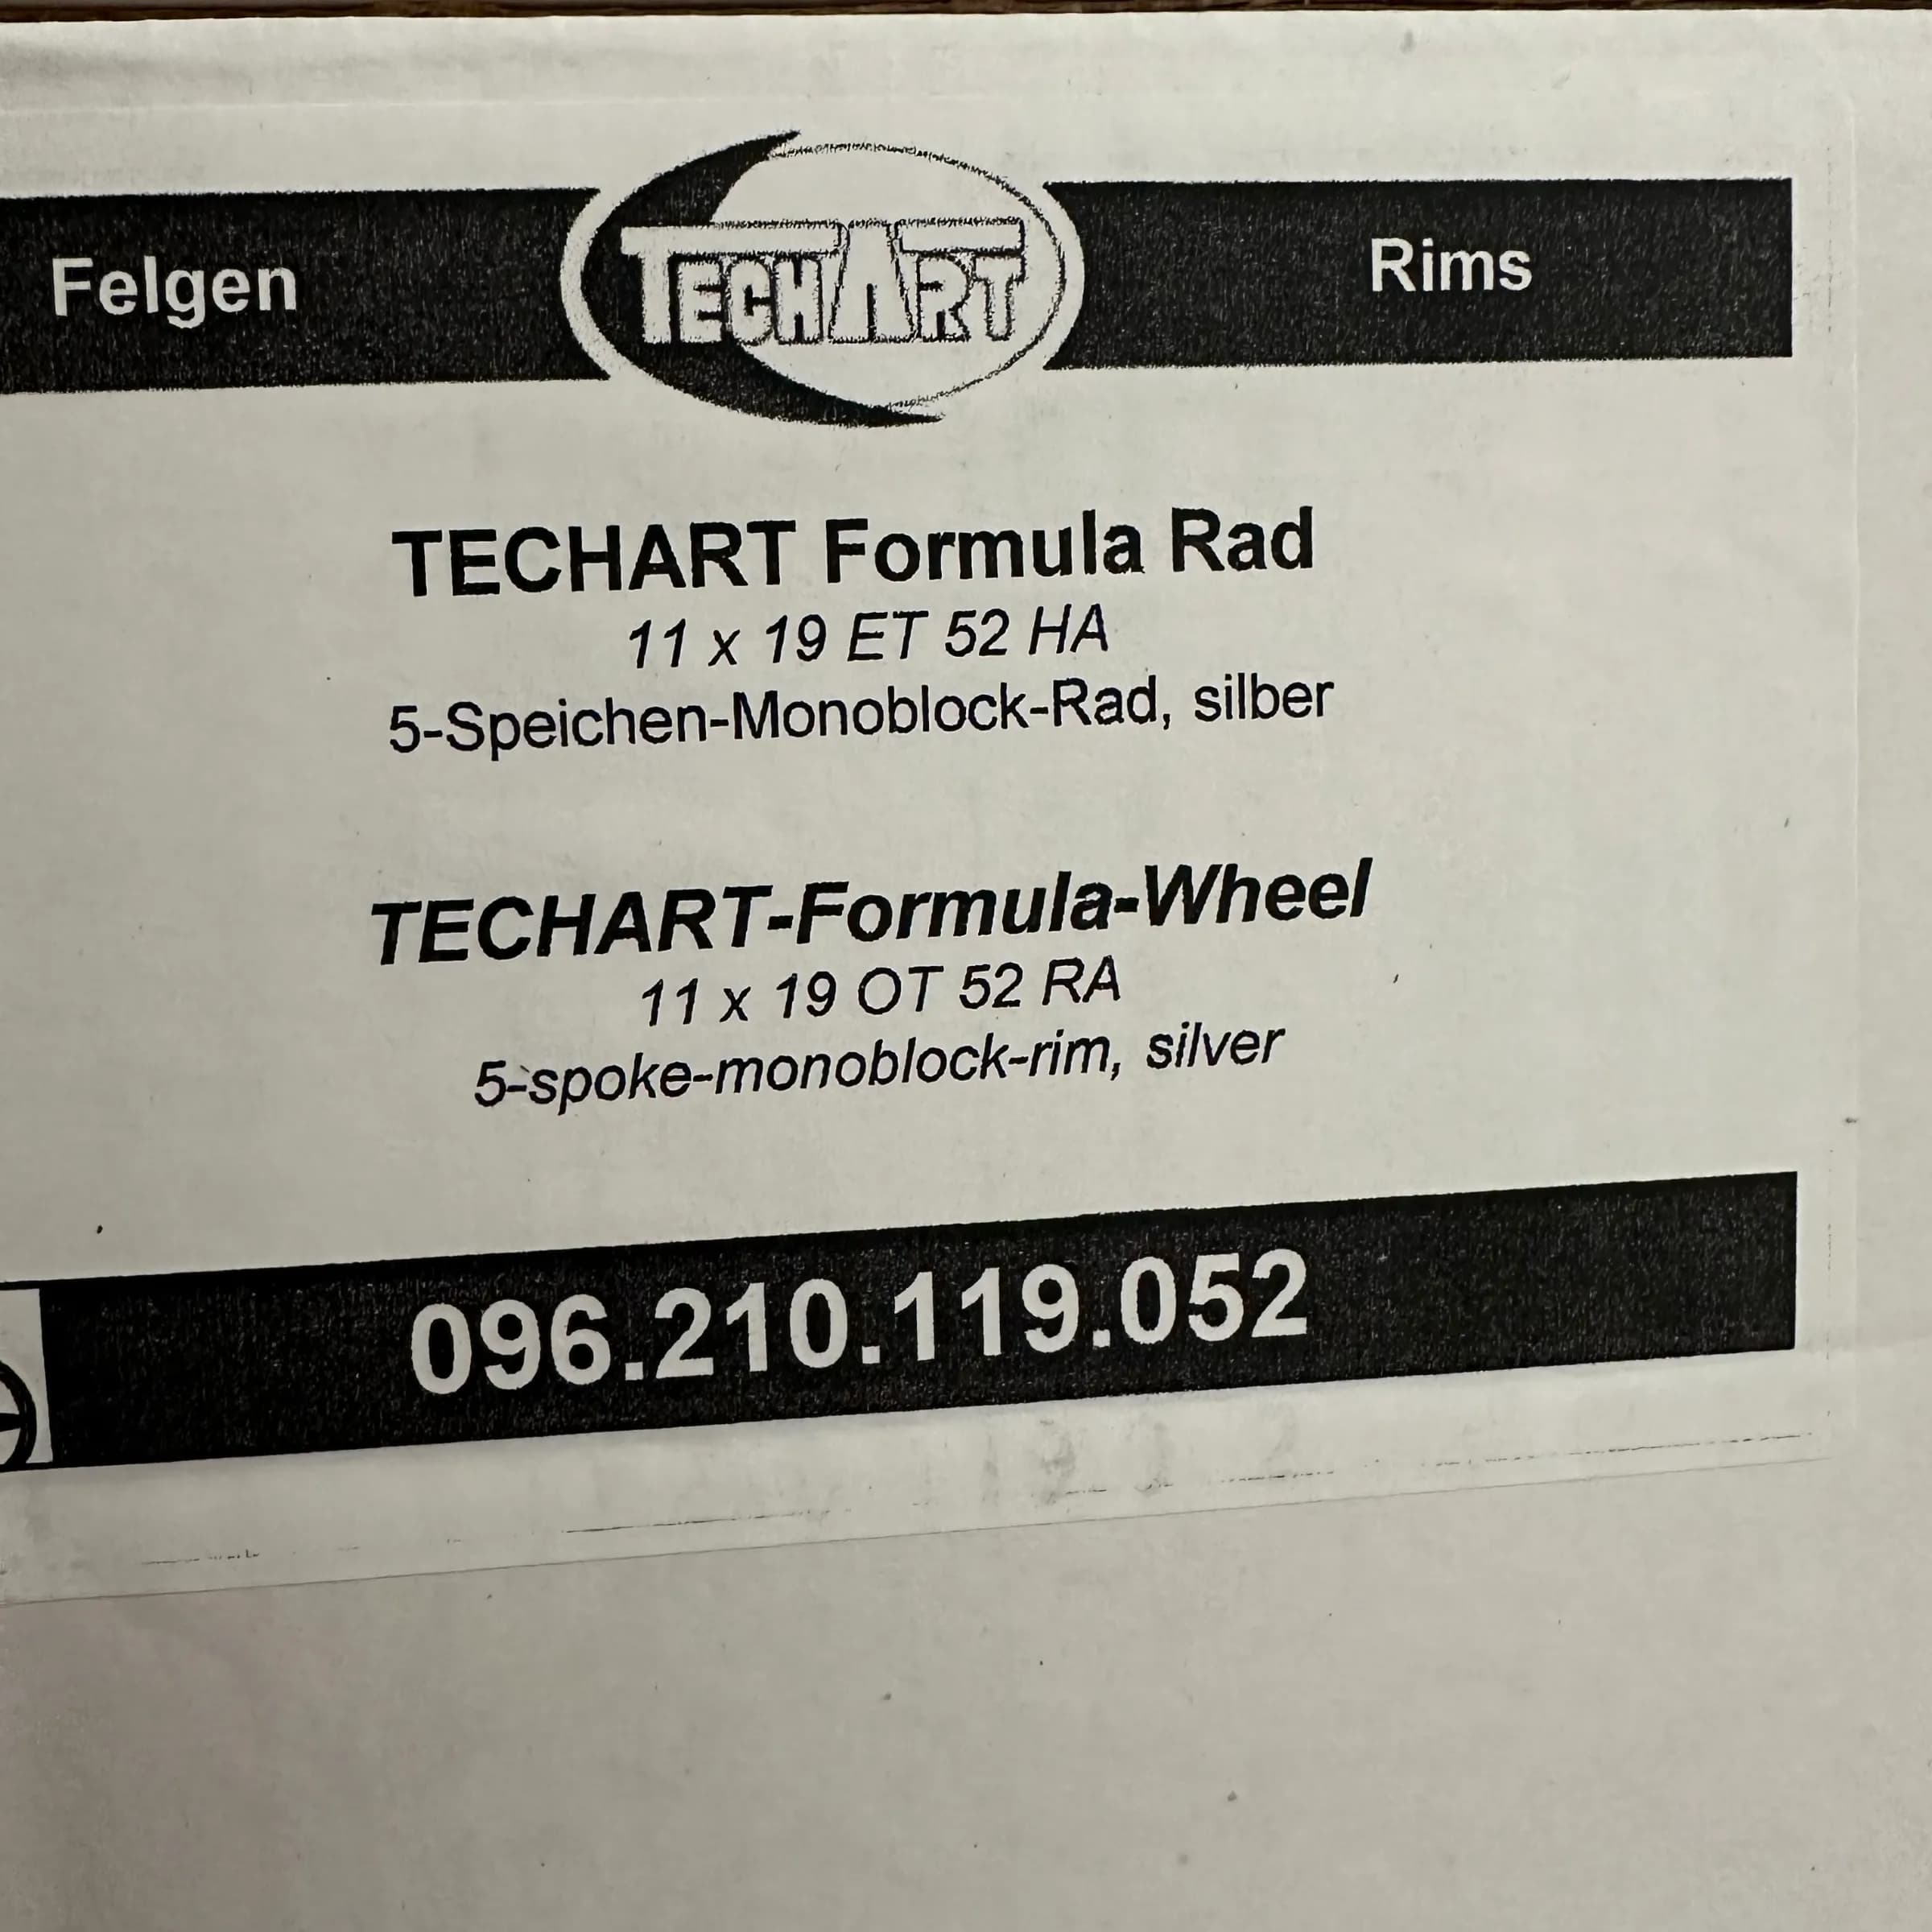 Felgen
TECHART
Rims
TECHART Formula Rad
11 x 19 ET 52 HA
5-Speichen-Monoblock-Rad, silber
TECHART-Formula-Wheel
11 x 19 OT 52 RA
5-spoke-monoblock-rim, silver
096.210.119.052